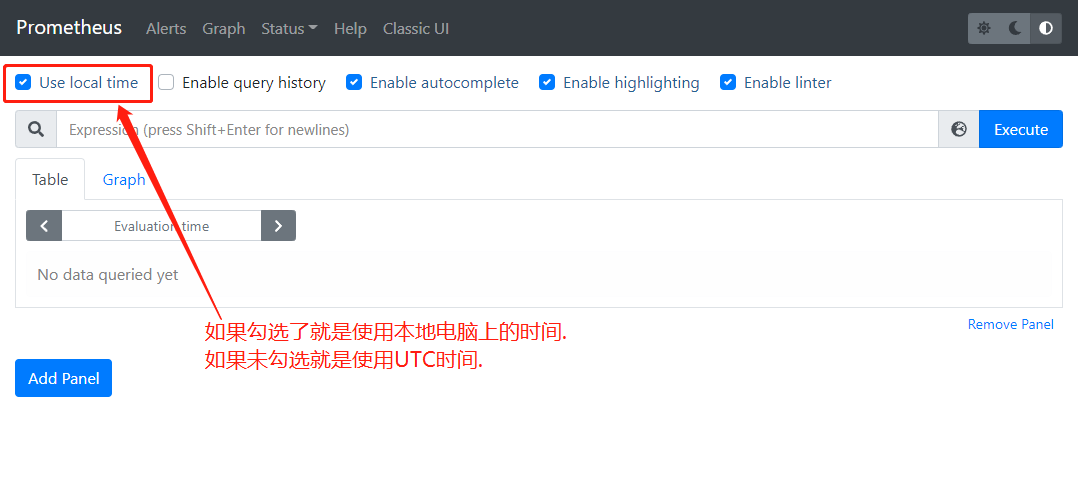 Prometheus Alerts Graph Status Help Classic UI
Use local time Enable query history Enable autocomplete Enable highlighting Enable linter
Expression (press Shift+Enter for newlines) Execute
Table Graph
Evaluation time
No data queried yet
Remove Panel
如果勾选了就是使用本地电脑上的时间.
如果未勾选就是使用UTC时间.
Add Panel